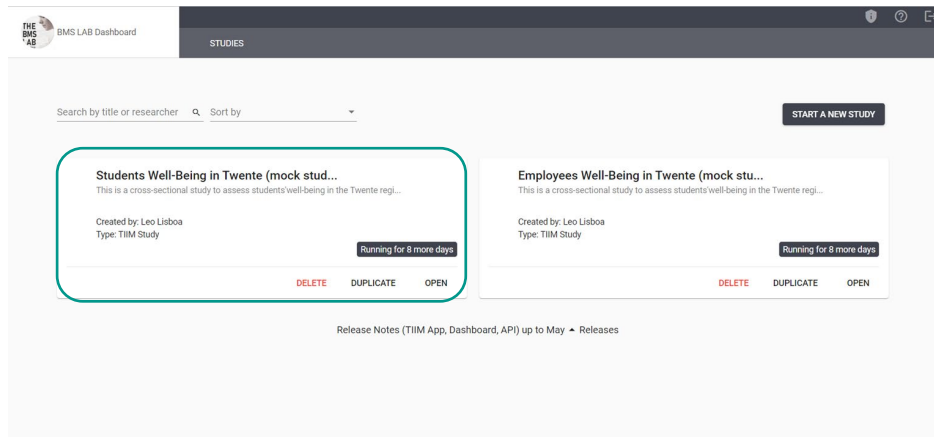 THE
BMS
LAB
BMS LAB Dashboard
STUDIES
Search by title or researcher
Sort by
START A NEW STUDY
Students Well-Being in Twente (mock stud...
This is a cross-sectional study to assess students'well-being in the Twente regi...
Created by: Leo Lisboa
Type: TIIM Study
Running for 8 more days
DELETE DUPLICATE OPEN
Employees Well-Being in Twente (mock stu...
This is a cross-sectional study to assess students'well-being in the Twente regi...
Created by: Leo Lisboa
Type: TIIM Study
Running for 8 more days
DELETE DUPLICATE OPEN
Release Notes (TIIM App, Dashboard, API) up to May Releases